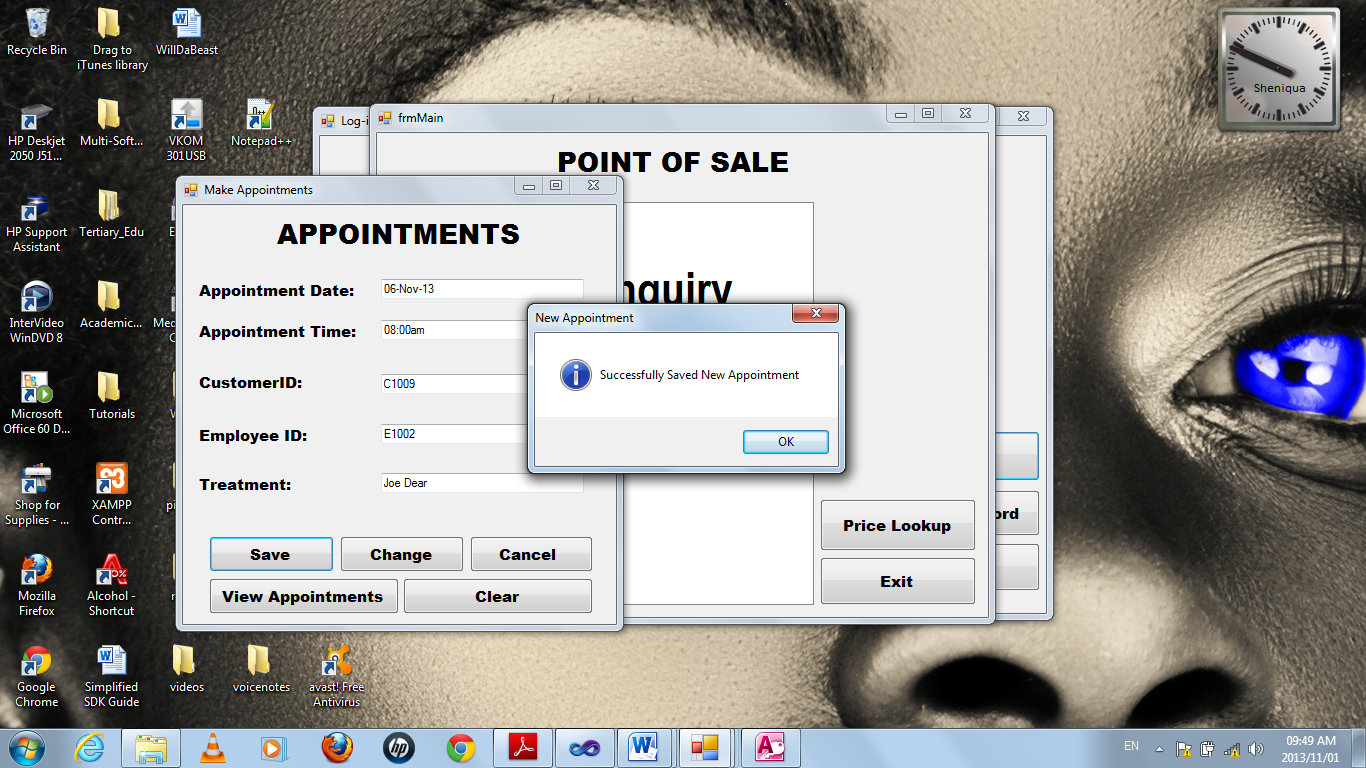 Recycle Bin
Drag to
iTunes library
WillDaBeast
HP Deskjet
2050 J51...
Multi-Soft...
VKOM
301USB
Notepad++
HP Support
Assistant
Tertiary_Edu
InterVideo
WinDVD 8
Academic...
Microsoft
Office 60 D...
Tutorials
Shop for
Supplies - ...
XAMPP
Contr...
Mozilla
Firefox
Alcohol -
Shortcut
Google
Chrome
Simplified
SDK Guide
videos
voicenotes
avast! Free
Antivirus
Sheniqua
frmMain
POINT OF SALE
Price Lookup
Exit
Make Appointments
APPOINTMENTS
Appointment Date: 06-Nov-13
Appointment Time: 08:00am
CustomerID: C1009
Employee ID: E1002
Treatment: Joe Dear
Save Change Cancel
View Appointments Clear
New Appointment
Successfully Saved New Appointment
OK
EN
09:49 AM
2013/11/01